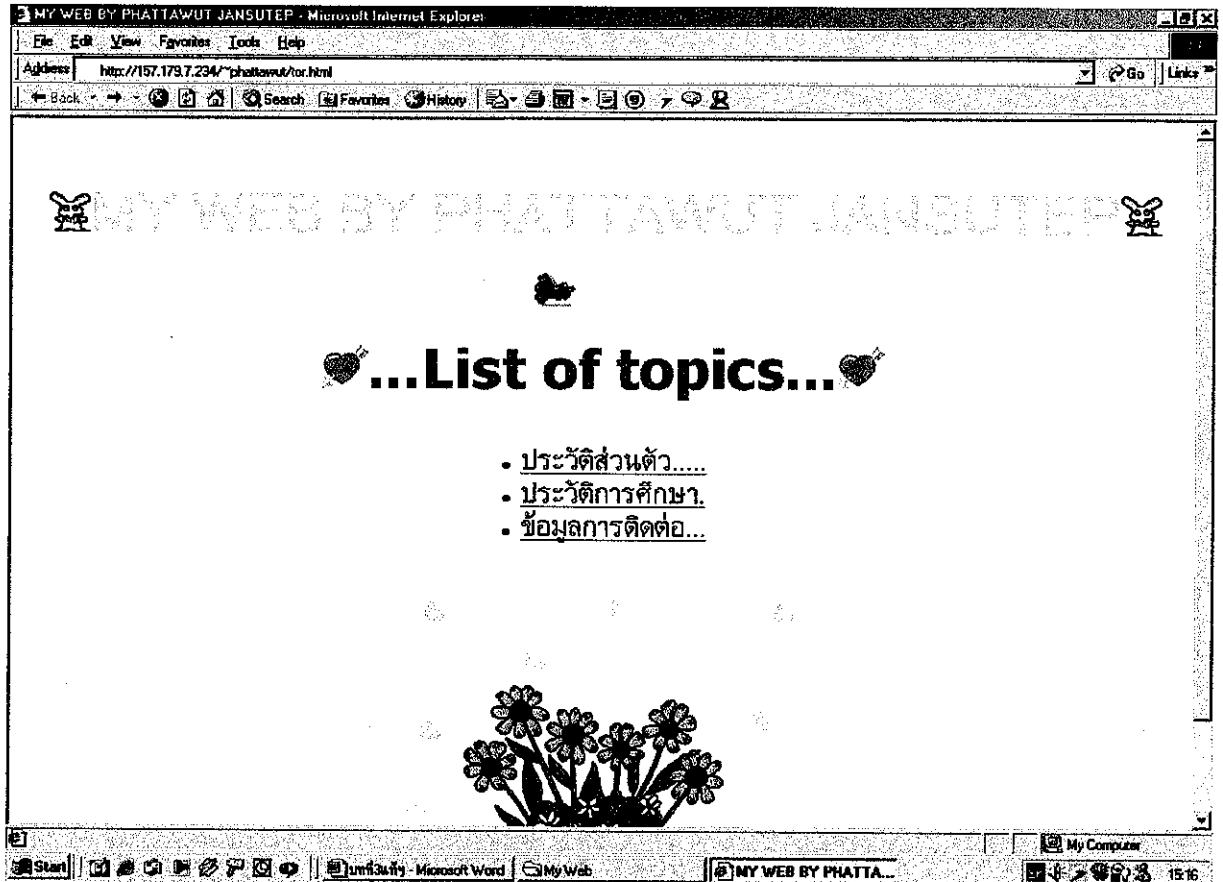 MY WEB BY PHATTAWUT JANSUTEP - Microsoft Internet Explorer
File Edit View Favorites Tools Help
Address http://157.179.7.234/~phattawut/tor.html Go Links »
Back Search Favorites History
MY WEB BY PHATTAWUT JANSUTEP
...List of topics...
• ประวัติส่วนตัว.....
• ประวัติการศึกษา.
• ข้อมูลการติดต่อ...
My Computer
Start - Microsoft Word My Web MY WEB BY PHATTA... 15:16